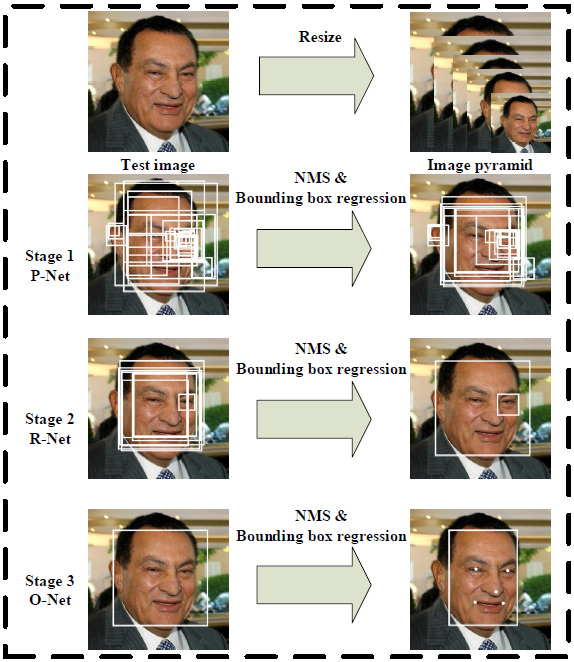 Resize
Test image
Image pyramid
NMS &
Bounding box regression
Stage 1
P-Net
NMS &
Bounding box regression
Stage 2
R-Net
NMS &
Bounding box regression
Stage 3
O-Net